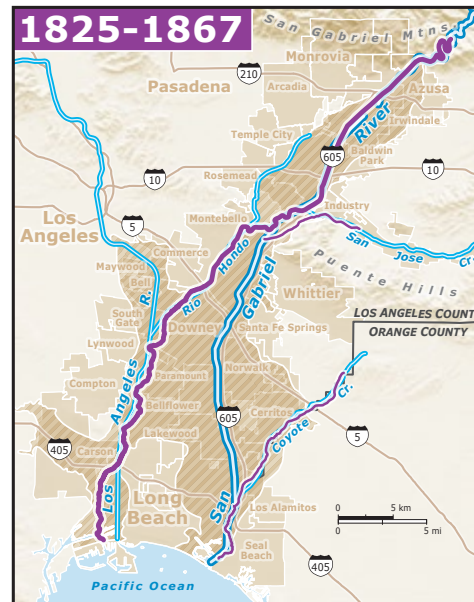 1825-1867
San Gabriel Mtns.
Monrovia
210
Pasadena
Arcadia
Azusa
Irwindale
River
Temple City
605
Baldwin
Park
Rosemead
10
10
Los
Angeles
5
Montebello
Industry
Hondo
San
Jose
Cr.
Commerce
Puente Hills
Maywood
Bell
R.
Rio
Gabriel
Whittier
LOS ANGELES COUNTY
ORANGE COUNTY
South
Gate
Downey
Santa Fe Springs
Lynwood
Angeles
Paramount
Norwalk
Compton
Bellflower
605
Cerritos
Coyote
Cr.
5
Lakewood
405
Carson
Los
Long
Beach
San
Los Alamitos
0
5 km
0
5 mi
Seal
Beach
405
Pacific Ocean